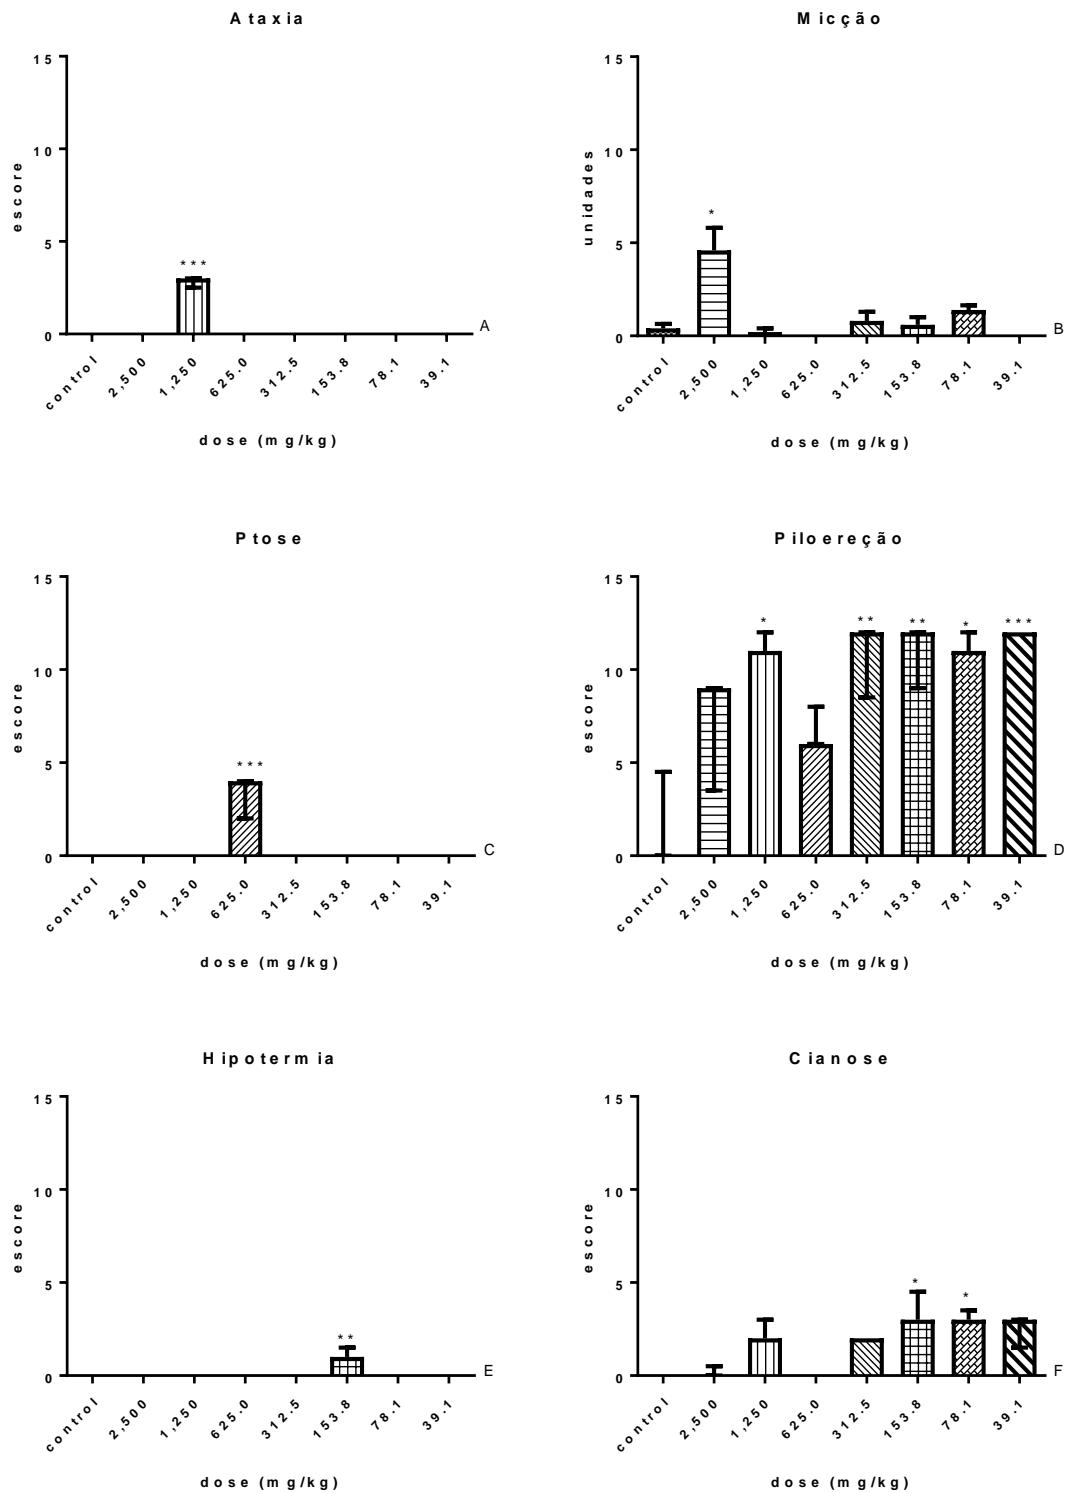 Ataxia
15
10
5
0
escore
***
A
control
2,500
1,250
625.0
312.5
153.8
78.1
39.1
dose (mg/kg)
Micção
15
10
5
0
unidades
*
B
control
2,500
1,250
625.0
312.5
153.8
78.1
39.1
dose (mg/kg)
Ptose
15
10
5
0
escore
***
C
control
2,500
1,250
625.0
312.5
153.8
78.1
39.1
dose (mg/kg)
Piloereção
15
10
5
0
escore
*
**
**
*
***
D
control
2,500
1,250
625.0
312.5
153.8
78.1
39.1
dose (mg/kg)
Hipotermia
15
10
5
0
escore
**
E
control
2,500
1,250
625.0
312.5
153.8
78.1
39.1
dose (mg/kg)
Cianose
15
10
5
0
escore
*
*
F
control
2,500
1,250
625.0
312.5
153.8
78.1
39.1
dose (mg/kg)